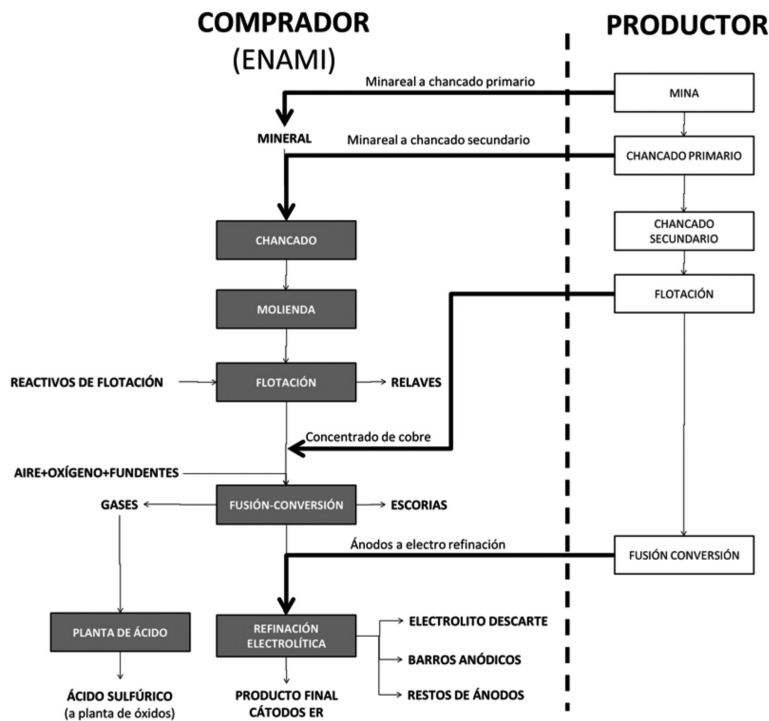 COMPRADOR
(ENAMI)
PRODUCTOR
Minareal a chancado primario
MINA
MINERAL
Minareal a chancado secundario
CHANCADO PRIMARIO
CHANCADO
CHANCADO
SECUNDARIO
MOLIENDA
FLOTACIÓN
REACTIVOS DE FLOTACIÓN
FLOTACIÓN
RELAVES
Concentrado de cobre
AIRE+OXÍGENO+FUNDENTES
GASES
FUSIÓN-CONVERSIÓN
ESCORIAS
Ánodos a electro refinación
FUSIÓN CONVERSIÓN
PLANTA DE ÁCIDO
REFINACIÓN
ELECTROLÍTICA
ELECTROLITO DESCARTE
BARROS ANÓDICOS
RESTOS DE ÁNODOS
ÁCIDO SULFÚRICO
(a planta de óxidos)
PRODUCTO FINAL
CÁTODOS ER